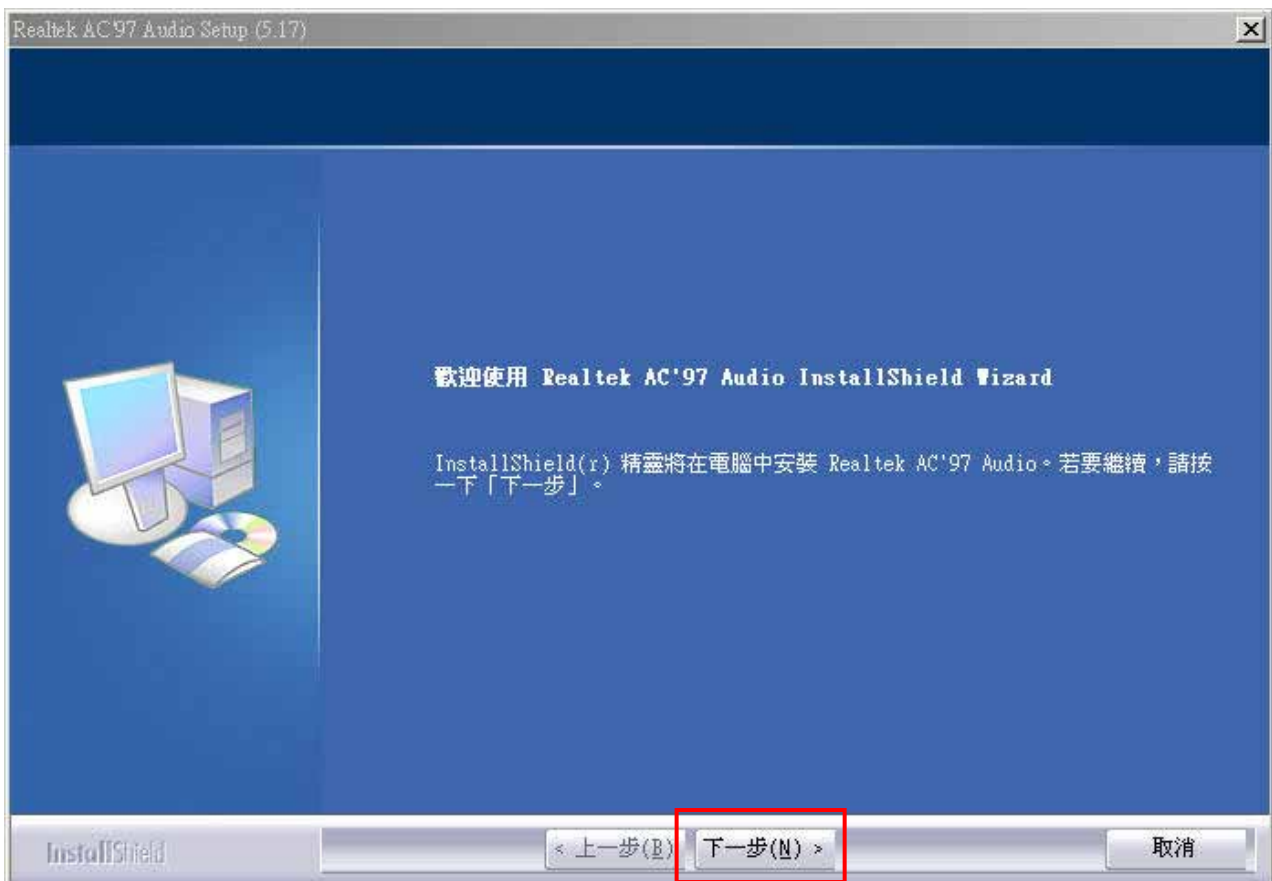 Realtek AC'97 Audio Setup (5.17)
歡迎使用 Realtek AC'97 Audio InstallShield Wizard
InstallShield(r) 精靈將在電腦中安裝 Realtek AC'97 Audio。若要繼續，請按
一下「下一步」。
InstallShield
< 上一步(B)
下一步(N) >
取消